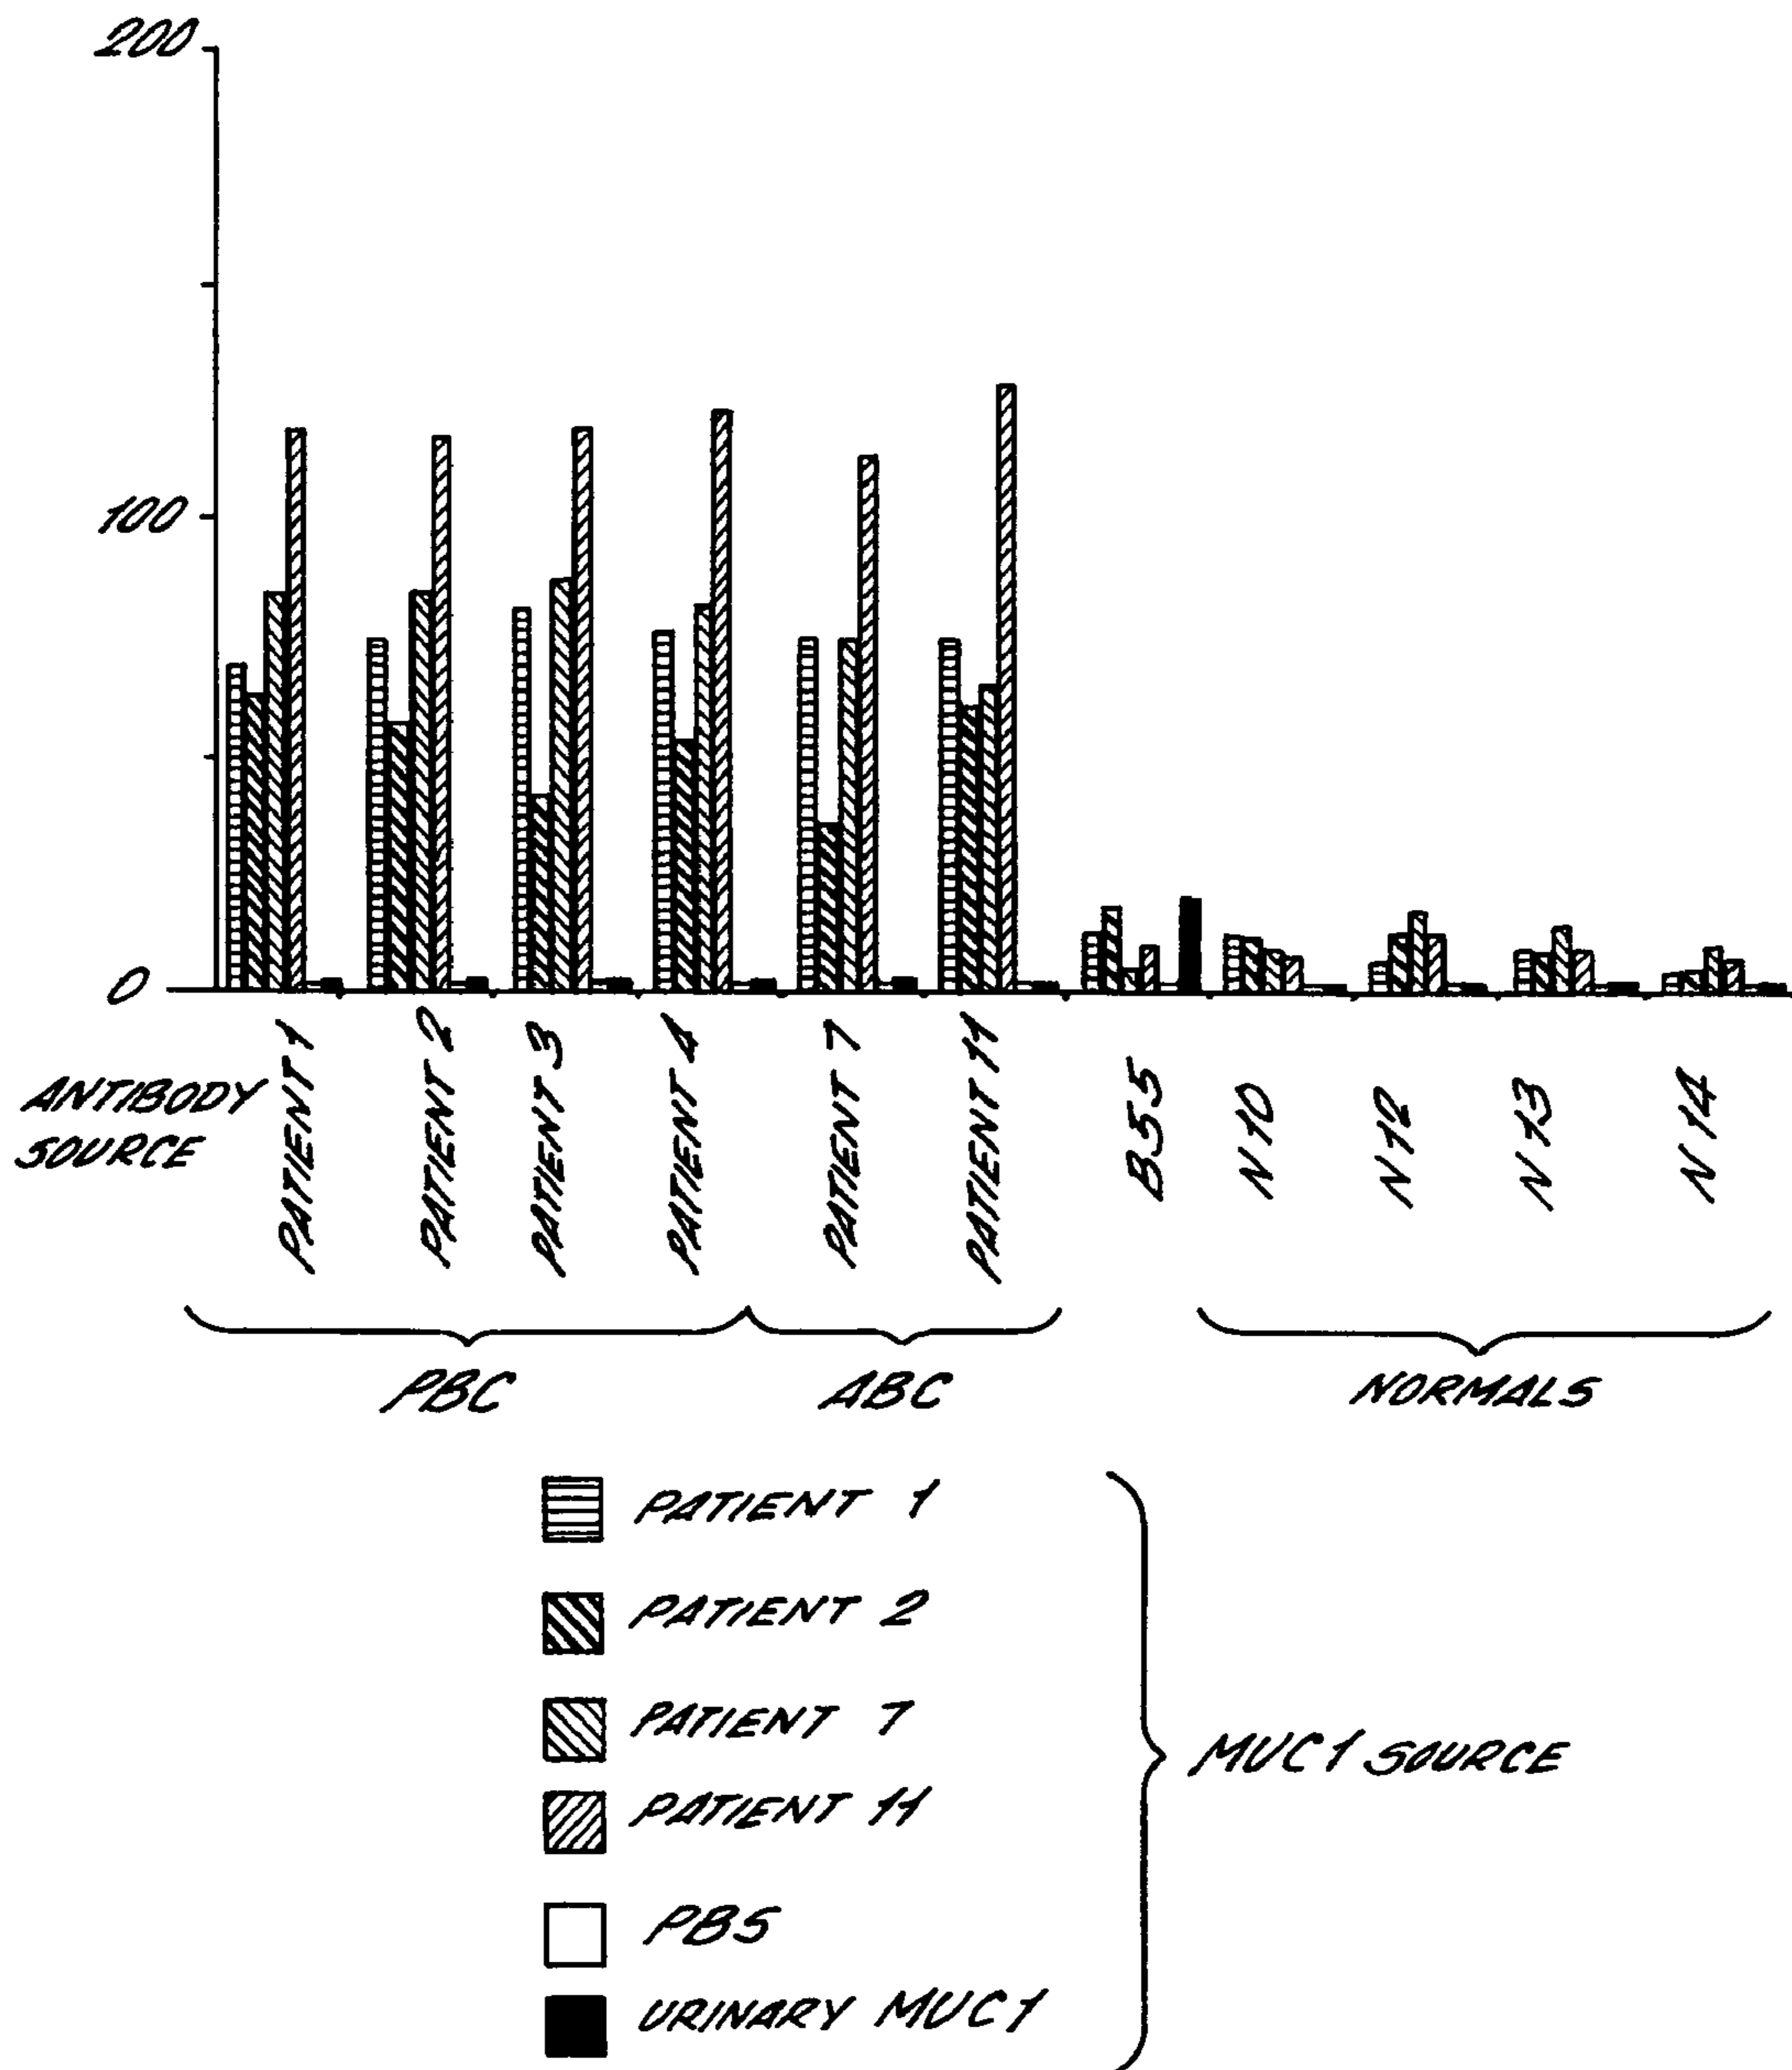 200
100
0
ANTIBODY
SOURCE
PATIENT 1
PATIENT 2
PATIENT 3
PATIENT 4
PATIENT 7
PATIENT 11
B55
N10
N12
N13
N14
PBC
ABC
NORMALS
PATIENT 1
PATIENT 2
PATIENT 7
PATIENT 11
PBS
URINARY MUC1
MUC1 SOURCE